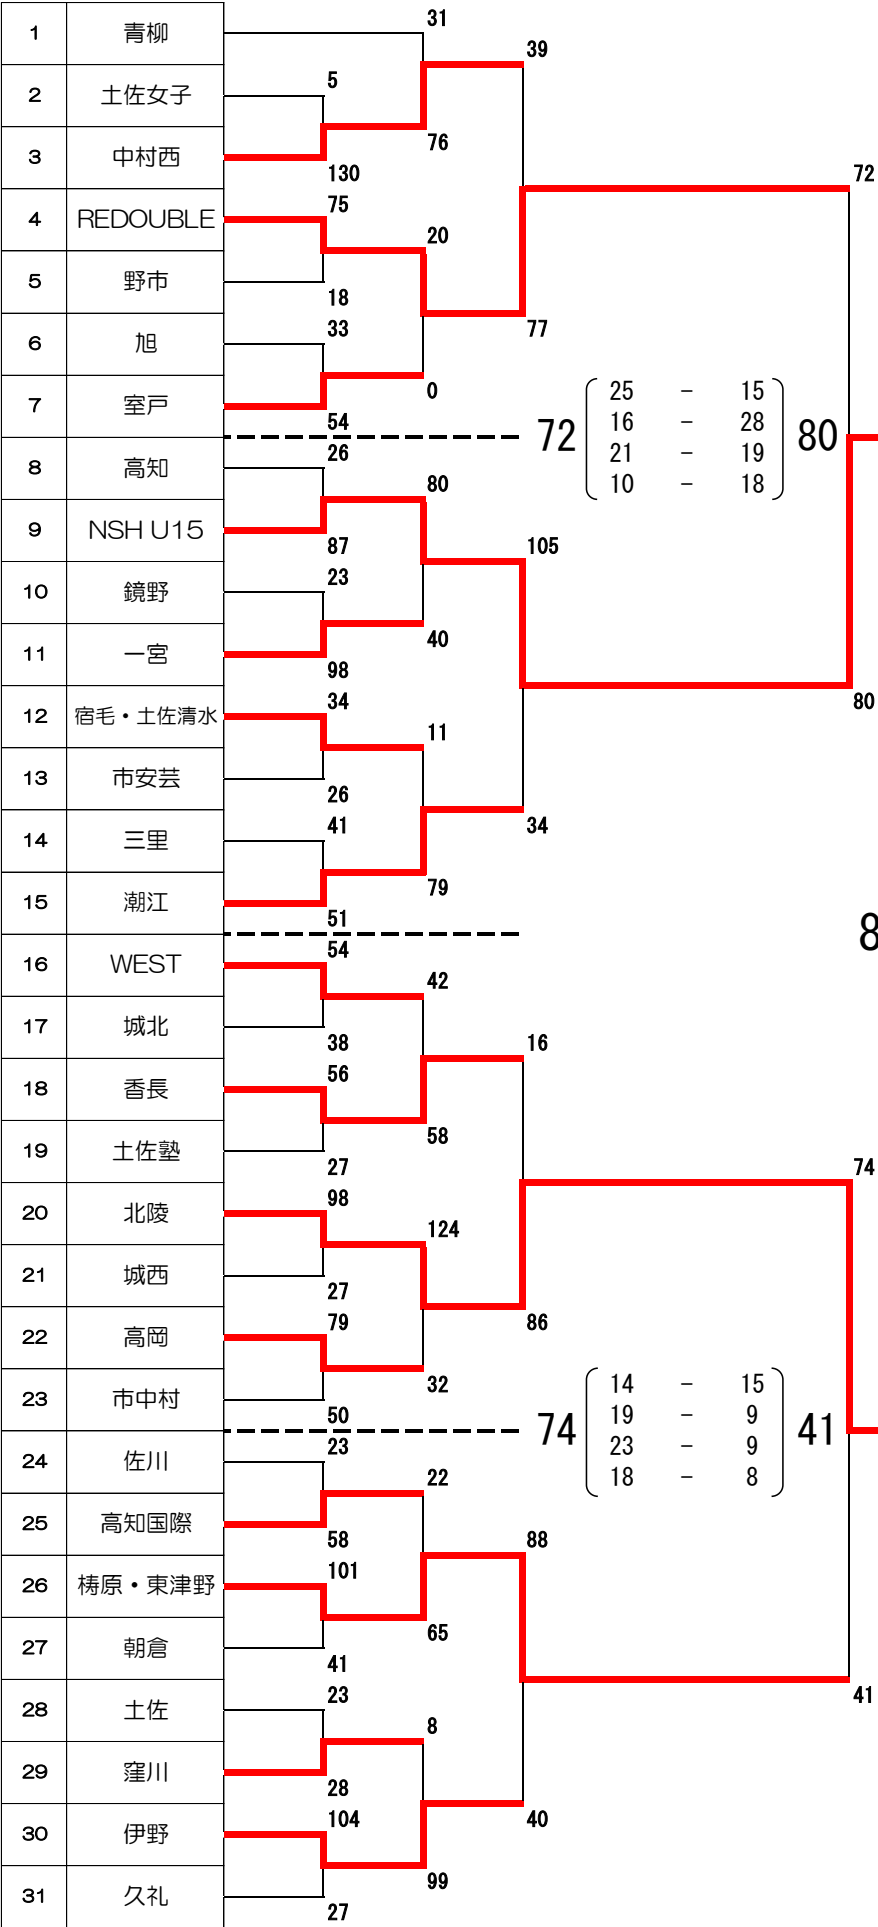 31
1 青柳
39
5
2 土佐女子
76
3 中村西
130
72
75
4 REDOUBLE
20
5 野市
18
33
77
6 旭
0
7 室戸
54
72
25 - 15
16 - 28
21 - 19
10 - 18
80
26
8 高知
80
9 NSH U15
87
105
23
10 鏡野
40
11 一宮
98
34
12 宿毛・土佐清水
80
11
13 市安芸
26
41
34
14 三里
79
15 潮江
51
8
54
16 WEST
42
17 城北
38
16
56
18 香長
58
19 土佐塾
27
74
98
20 北陵
124
21 城西
27
79
86
22 高岡
32
23 市中村
50
74
14 - 15
19 - 9
23 - 9
18 - 8
41
23
24 佐川
22
25 高知国際
58
88
101
26 梼原・東津野
65
27 朝倉
41
23
28 土佐
41
8
29 窪川
28
104
40
30 伊野
99
31 久礼
27